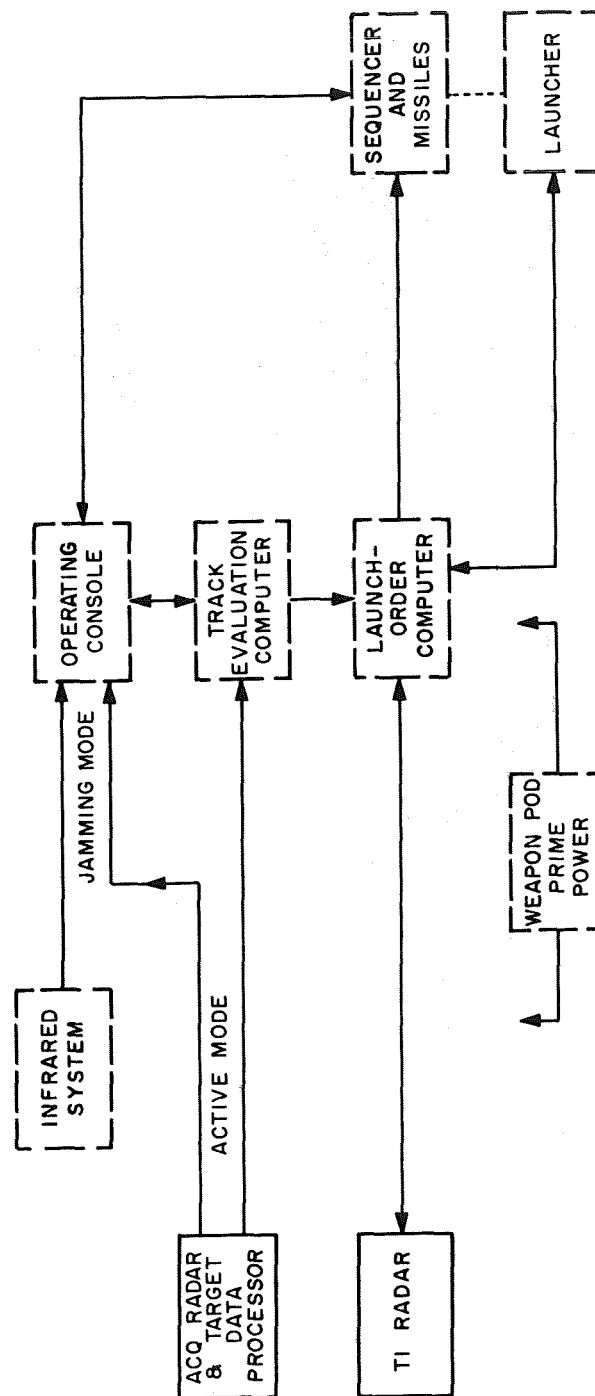 INFRARED
SYSTEM
JAMMING MODE
OPERATING
CONSOLE
ACQ RADAR
& TARGET
DATA
PROCESSOR
ACTIVE MODE
TRACK
EVALUATION
COMPUTER
TI RADAR
LAUNCH-
ORDER
COMPUTER
SEQUENCER
AND
MISSILES
LAUNCHER
WEAPON POD
PRIME
POWER